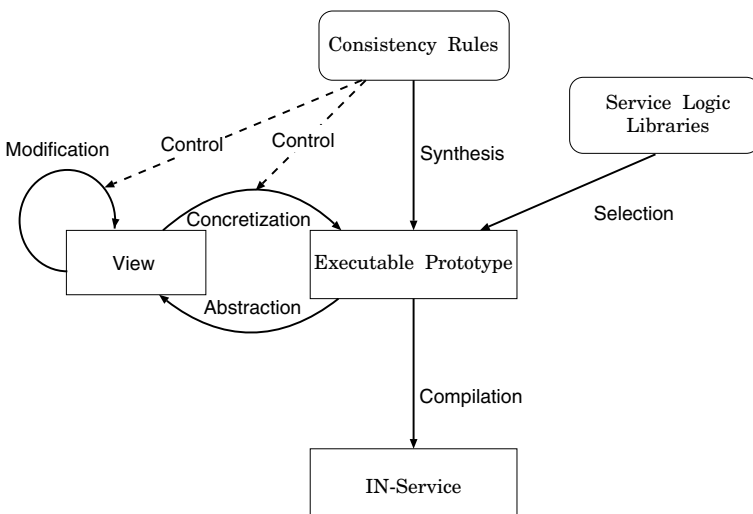 Consistency Rules
Service Logic
Libraries
Control
Control
Modification
Synthesis
Selection
Concretization
View
Executable Prototype
Abstraction
Compilation
IN-Service